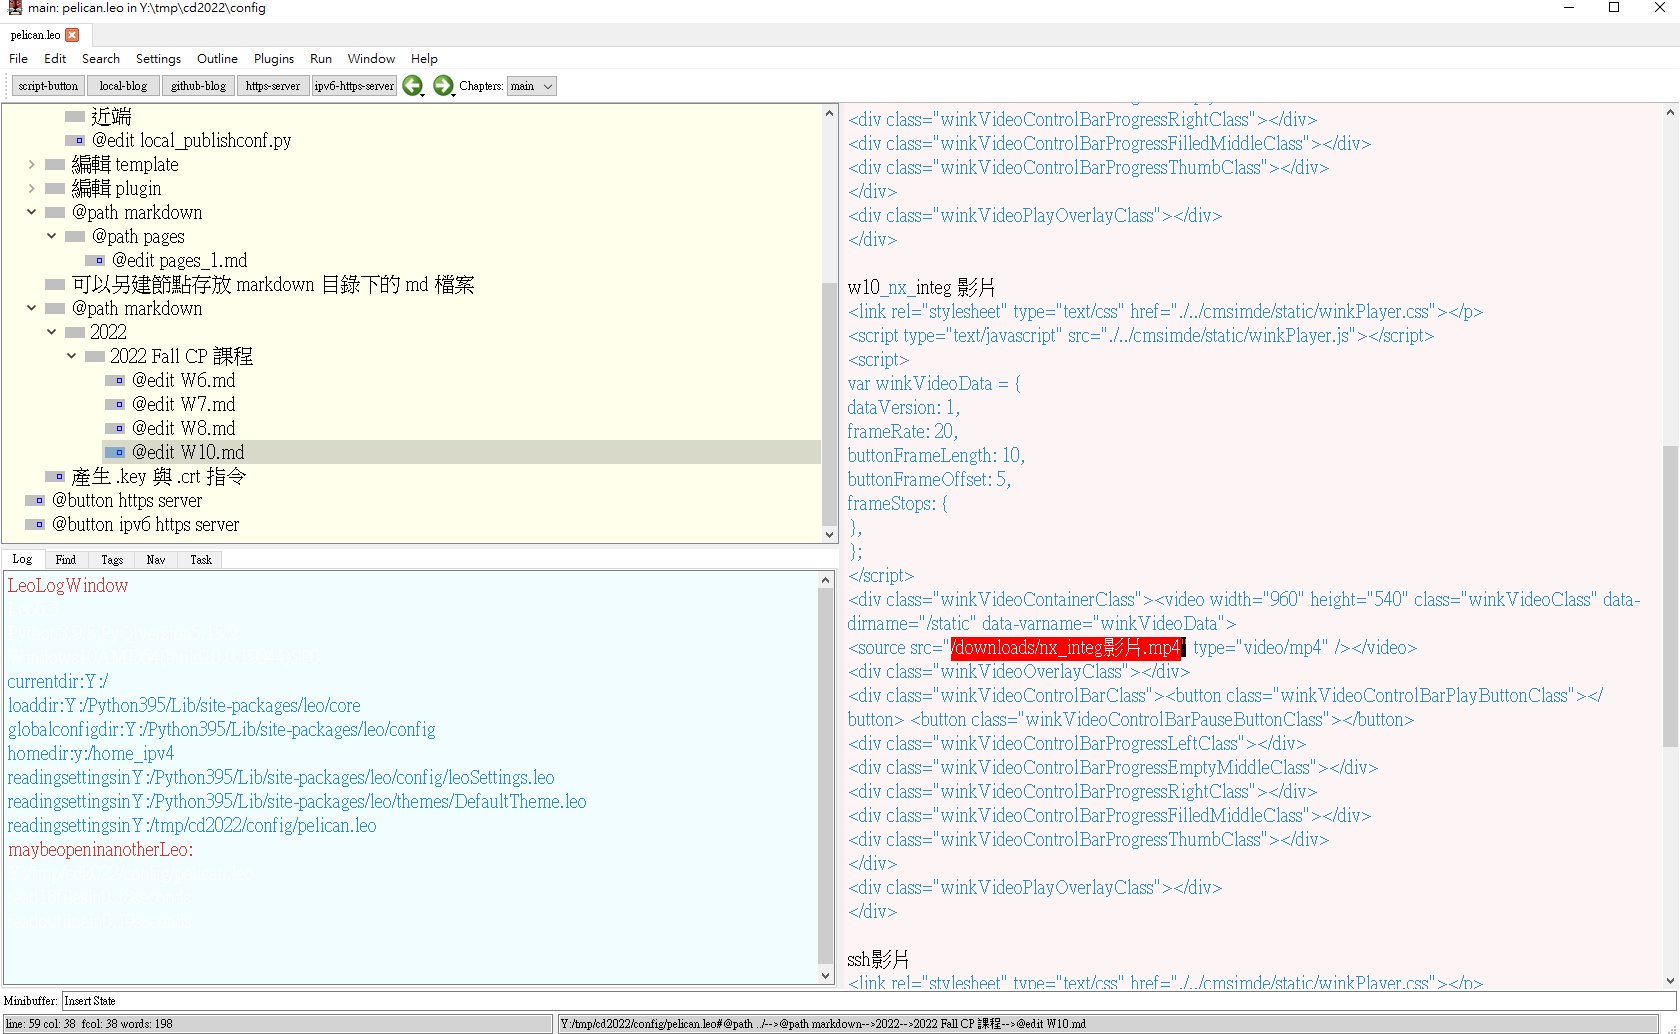 main: pelican.leo in Y:\tmp\cd2022\config
pelican.leo
File Edit Search Settings Outline Plugins Run Window Help
script-button local-blog github-blog https-server ipv6-https-server Chapters: main
近端
@edit local_publishconf.py
編輯 template
編輯 plugin
@path markdown
@path pages
@edit pages_1.md
可以另建節點存放 markdown 目錄下的 md 檔案
@path markdown
2022
2022 Fall CP 課程
@edit W6.md
@edit W7.md
@edit W8.md
@edit W10.md
產生 .key 與 .crt 指令
@button https server
@button ipv6 https server
Log Find Tags Nav Task
LeoLogWindow
currentdir:Y:/
loaddir:Y:/Python395/Lib/site-packages/leo/core
globalconfigdir:Y:/Python395/Lib/site-packages/leo/config
homedir:y:/home_ipv4
readingsettingsinY:/Python395/Lib/site-packages/leo/config/leoSettings.leo
readingsettingsinY:/Python395/Lib/site-packages/leo/themes/DefaultTheme.leo
readingsettingsinY:/tmp/cd2022/config/pelican.leo
maybeopeninanotherLeo:
<div class="winkVideoControlBarProgressRightClass"></div>
<div class="winkVideoControlBarProgressFilledMiddleClass"></div>
<div class="winkVideoControlBarProgressThumbClass"></div>
</div>
<div class="winkVideoPlayOverlayClass"></div>
</div>
w10_nx_integ 影片
<link rel="stylesheet" type="text/css" href="./../cmsimde/static/winkPlayer.css"></p>
<script type="text/javascript" src="./../cmsimde/static/winkPlayer.js"></script>
<script>
var winkVideoData = {
dataVersion: 1,
frameRate: 20,
buttonFrameLength: 10,
buttonFrameOffset: 5,
frameStops: {
},
};
</script>
<div class="winkVideoContainerClass"><video width="960" height="540" class="winkVideoClass" data-
dirname="/static" data-varname="winkVideoData">
<source src="/downloads/nx_integ影片.mp4" type="video/mp4" /></video>
<div class="winkVideoOverlayClass"></div>
<div class="winkVideoControlBarClass"><button class="winkVideoControlBarPlayButtonClass"></
button> <button class="winkVideoControlBarPauseButtonClass"></button>
<div class="winkVideoControlBarProgressLeftClass"></div>
<div class="winkVideoControlBarProgressEmptyMiddleClass"></div>
<div class="winkVideoControlBarProgressRightClass"></div>
<div class="winkVideoControlBarProgressFilledMiddleClass"></div>
<div class="winkVideoControlBarProgressThumbClass"></div>
</div>
<div class="winkVideoPlayOverlayClass"></div>
</div>
ssh影片
<link rel="stylesheet" type="text/css" href="./../cmsimde/static/winkPlayer.css"></p>
Minibuffer: Insert State
line: 59 col: 38 fcol: 38 words: 198
Y:/tmp/cd2022/config/pelican.leo#@path ../-->@path markdown-->2022-->2022 Fall CP 課程-->@edit W10.md